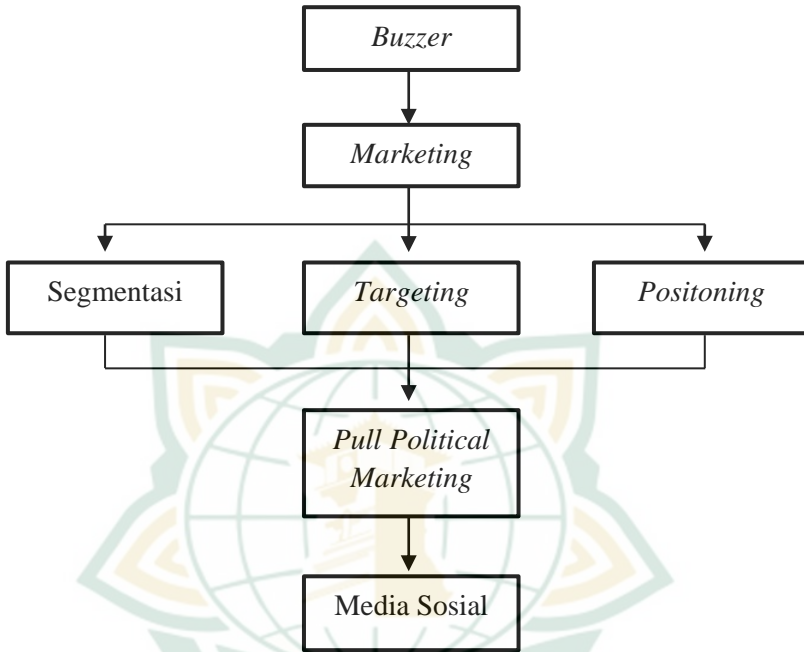 Buzzer
Marketing
Segmentasi
Targeting
Positoning
Pull Political
Marketing
Media Sosial